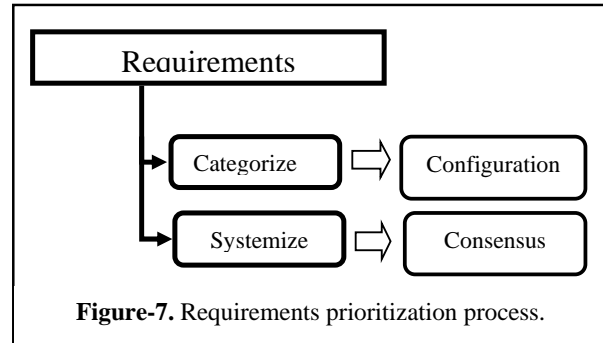 Requirements
Categorize
Configuration
Systemize
Consensus
Figure-7. Requirements prioritization process.